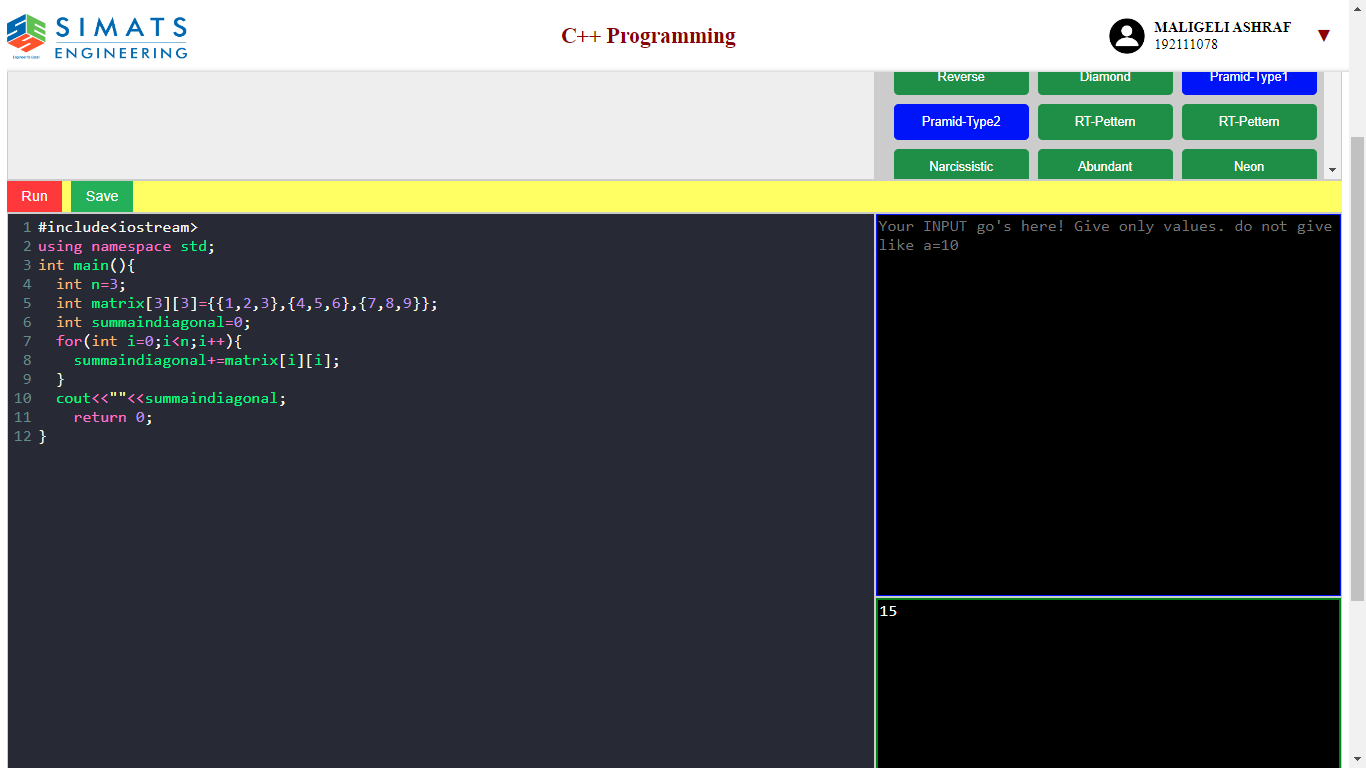 SIMATS
ENGINEERING
C++ Programming
MALIGELI ASHRAF
192111078
▼
Reverse
Diamond
Pramid-Type1
Pramid-Type2
RT-Pettern
RT-Pettern
Narcissistic
Abundant
Neon
Run
Save
1 #include<iostream>
2 using namespace std;
3 int main(){
4   int n=3;
5   int matrix[3][3]={{1,2,3},{4,5,6},{7,8,9}};
6   int summaindiagonal=0;
7   for(int i=0;i<n;i++){
8     summaindiagonal+=matrix[i][i];
9   }
10   cout<<""<<summaindiagonal;
11     return 0;
12 }
Your INPUT go's here! Give only values. do not give
like a=10
15